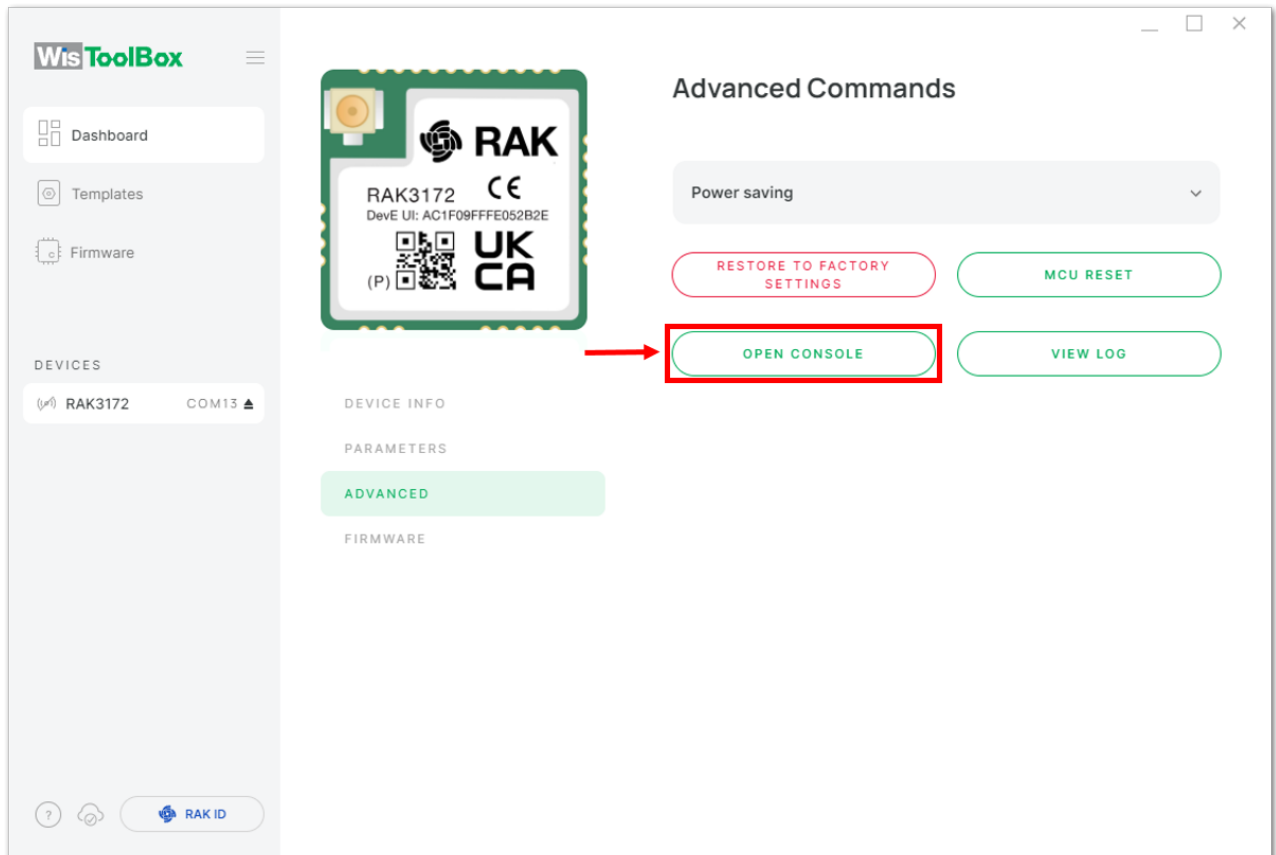 WisToolBox
Dashboard
Templates
Firmware
DEVICES
RAK3172 COM13
RAK ID
RAK
RAK3172 CE
DevE UI: AC1F09FFFE052B2E
UK
CA
(P)
DEVICE INFO
PARAMETERS
ADVANCED
FIRMWARE
Advanced Commands
Power saving
RESTORE TO FACTORY
SETTINGS
MCU RESET
OPEN CONSOLE
VIEW LOG